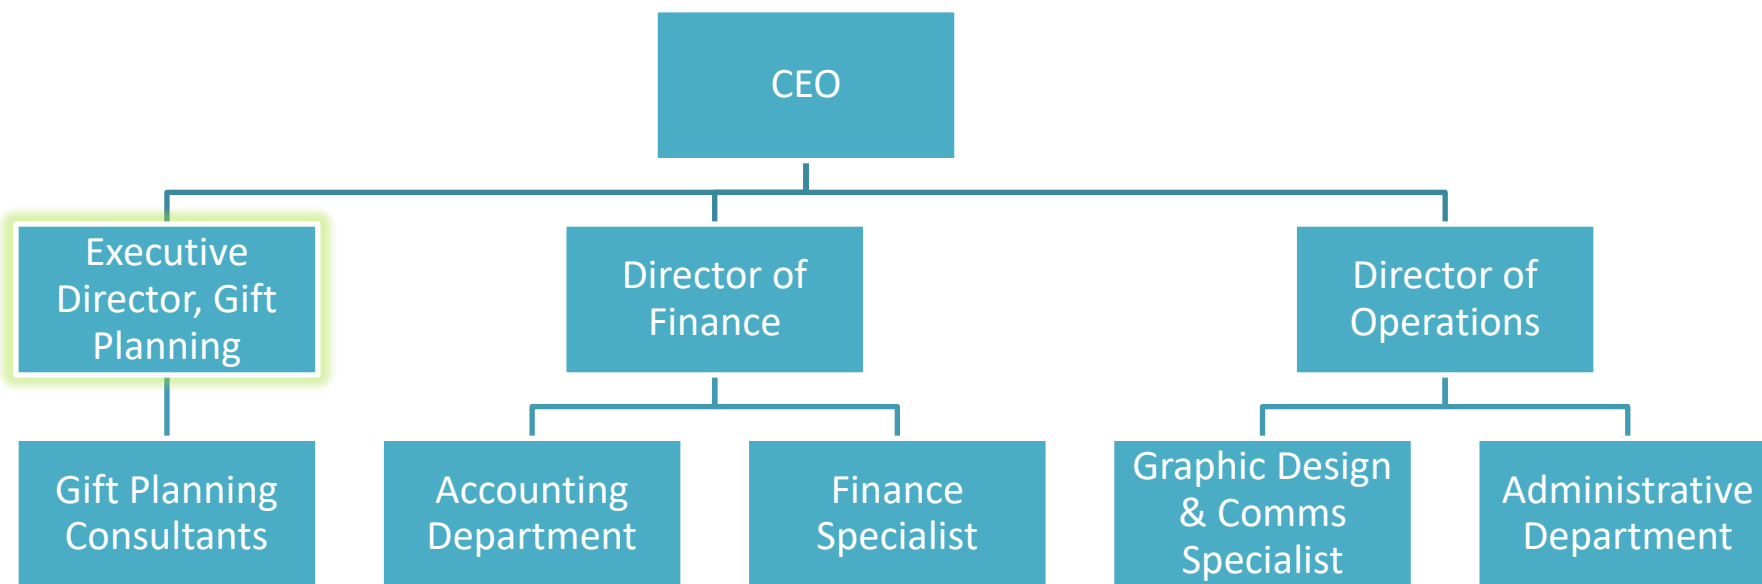 CEO
Executive
Director, Gift
Planning
Director of
Finance
Director of
Operations
Gift Planning
Consultants
Accounting
Department
Finance
Specialist
Graphic Design
& Comms
Specialist
Administrative
Department